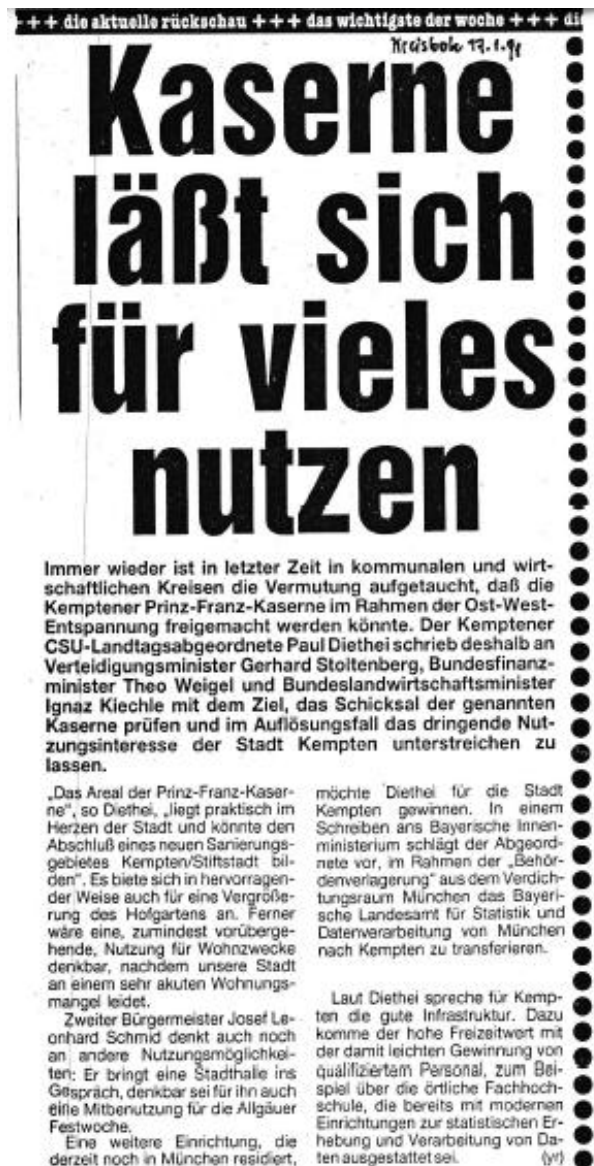 + + + die aktuelle rückschau + + + das wichtigste der woche + + + die
Kreisbote 17.1.91
Kaserne
läßt sich
für vieles
nutzen
Immer wieder ist in letzter Zeit in kommunalen und wirt-
schaftlichen Kreisen die Vermutung aufgetaucht, daß die
Kemptener Prinz-Franz-Kaserne im Rahmen der Ost-West-
Entspannung freigemacht werden könnte. Der Kemptener
CSU-Landtagsabgeordnete Paul Diethei schrieb deshalb an
Verteidigungsminister Gerhard Stoltenberg, Bundesfinanz-
minister Theo Weigel und Bundeslandwirtschaftsminister
Ignaz Kiechle mit dem Ziel, das Schicksal der genannten
Kaserne prüfen und im Auflösungsfall das dringende Nut-
zungsinteresse der Stadt Kempten unterstreichen zu
lassen.
„Das Areal der Prinz-Franz-Kaser-
ne", so Diethei, „liegt praktisch im
Herzen der Stadt und könnte den
Abschluß eines neuen Sanierungs-
gebietes Kempten/Stiftstadt bil-
den". Es biete sich in hervorragen-
der Weise auch für eine Vergröße-
rung des Hofgartens an. Ferner
wäre eine, zumindest vorüberge-
hende, Nutzung für Wohnzwecke
denkbar, nachdem unsere Stadt
an einem sehr akuten Wohnungs-
mangel leidet.
Zweiter Bürgermeister Josef Le-
onhard Schmid denkt auch noch
an andere Nutzungsmöglichkei-
ten: Er bringt eine Stadthalle ins
Gespräch, denkbar sei für ihn auch
eine Mitbenutzung für die Allgäuer
Festwoche.
Eine weitere Einrichtung, die
derzeit noch in München residiert,
möchte Diethei für die Stadt
Kempten gewinnen. In einem
Schreiben ans Bayerische Innen-
ministerium schlägt der Abgeord-
nete vor, im Rahmen der „Behör-
denverlagerung" aus dem Verdich-
tungsraum München das Bayeri-
sche Landesamt für Statistik und
Datenverarbeitung von München
nach Kempten zu transferieren.
Laut Diethei spreche für Kemp-
ten die gute Infrastruktur. Dazu
komme der hohe Freizeitwert mit
der damit leichten Gewinnung von
qualifiziertem Personal, zum Bei-
spiel über die örtliche Fachhoch-
schule, die bereits mit modernen
Einrichtungen zur statistischen Er-
hebung und Verarbeitung von Da-
ten ausgestattet sei. (yr)